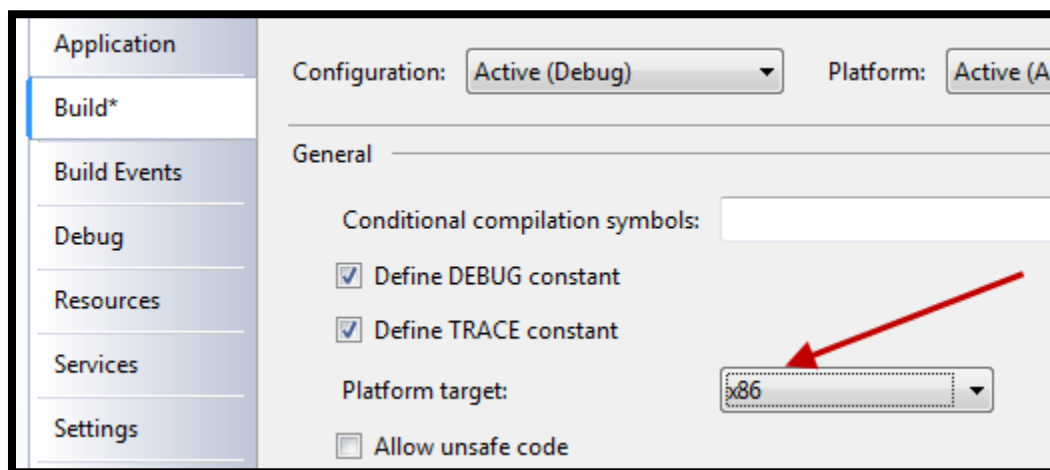 Application
Build*
Build Events
Debug
Resources
Services
Settings
Configuration: Active (Debug) Platform: Active (A
General
Conditional compilation symbols:
Define DEBUG constant
Define TRACE constant
Platform target: x86
Allow unsafe code